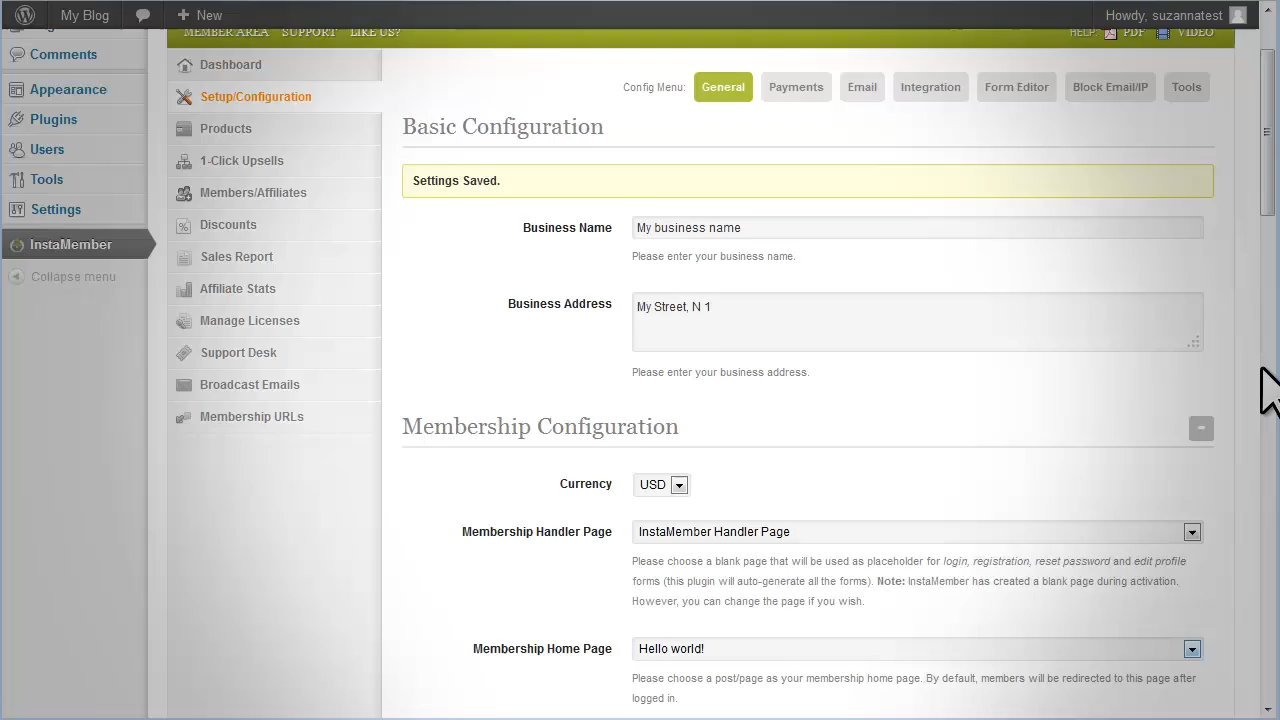 My Blog
New
Howdy, suzannatest
MEMBER AREA SUPPORT LIKE US?
HELP: PDF VIDEO
Comments
Appearance
Plugins
Users
Tools
Settings
InstaMember
Collapse menu
Dashboard
Setup/Configuration
Products
1-Click Upsells
Members/Affiliates
Discounts
Sales Report
Affiliate Stats
Manage Licenses
Support Desk
Broadcast Emails
Membership URLs
Config Menu: General Payments Email Integration Form Editor Block Email/IP Tools
Basic Configuration
Settings Saved.
Business Name My business name
Please enter your business name.
Business Address My Street, N 1
Please enter your business address.
Membership Configuration
Currency USD
Membership Handler Page InstaMember Handler Page
Please choose a blank page that will be used as placeholder for login, registration, reset password and edit profile
forms (this plugin will auto-generate all the forms). Note: InstaMember has created a blank page during activation.
However, you can change the page if you wish.
Membership Home Page Hello world!
Please choose a post/page as your membership home page. By default, members will be redirected to this page after
logged in.